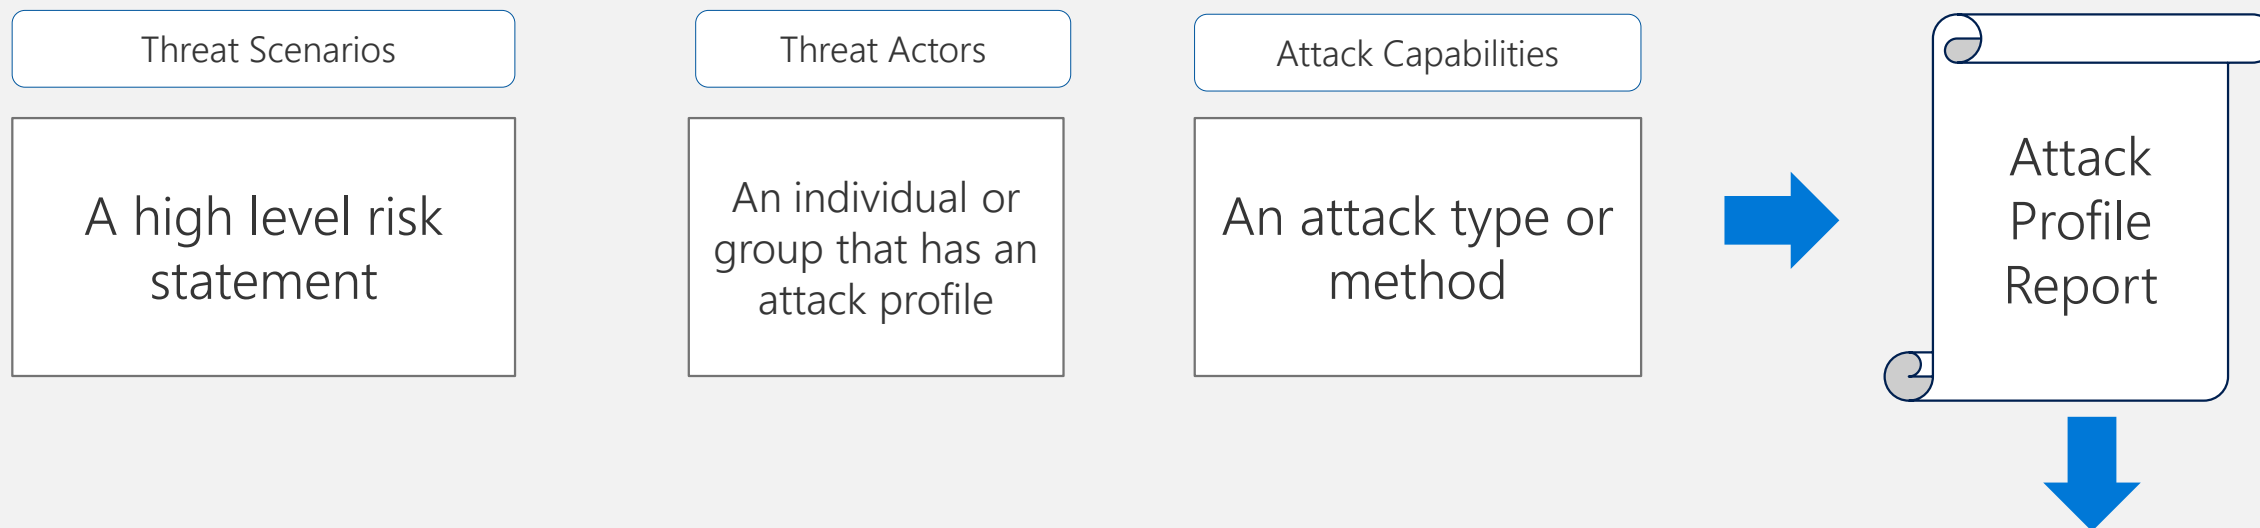 Threat Scenarios
Threat Actors
Attack Capabilities
A high level risk
statement
An individual or
group that has an
attack profile
An attack type or
method
Attack
Profile
Report